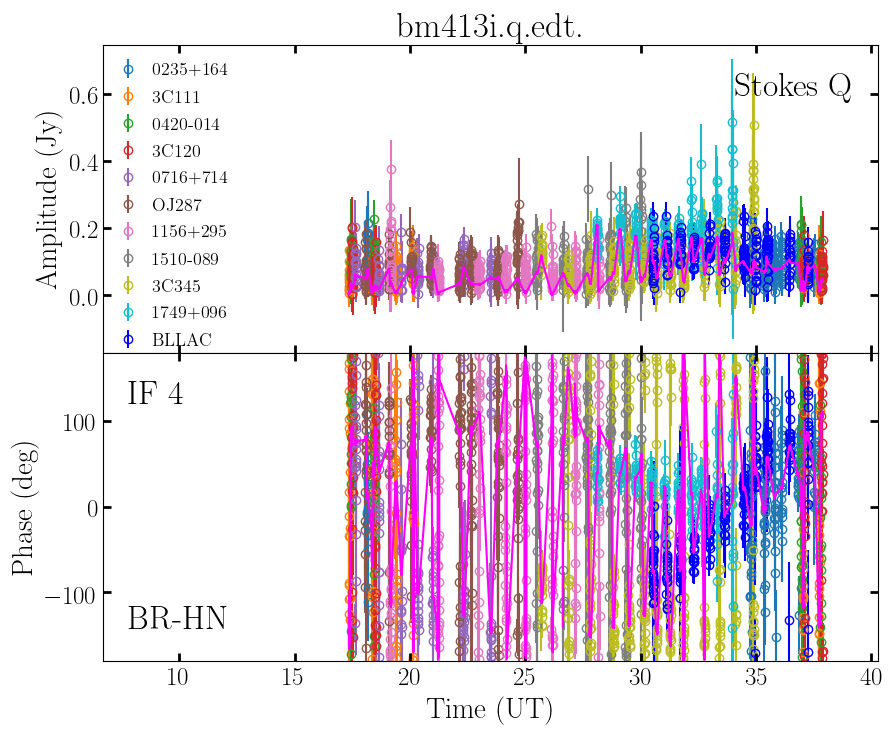 bm413i.q.edt.
Stokes Q
0235+164
3C111
0420-014
3C120
0716+714
OJ287
1156+295
1510-089
3C345
1749+096
BLLAC
Amplitude (Jy)
0.6
0.4
0.2
0.0
IF 4
BR-HN
Phase (deg)
100
0
−100
10 15 20 25 30 35 40
Time (UT)